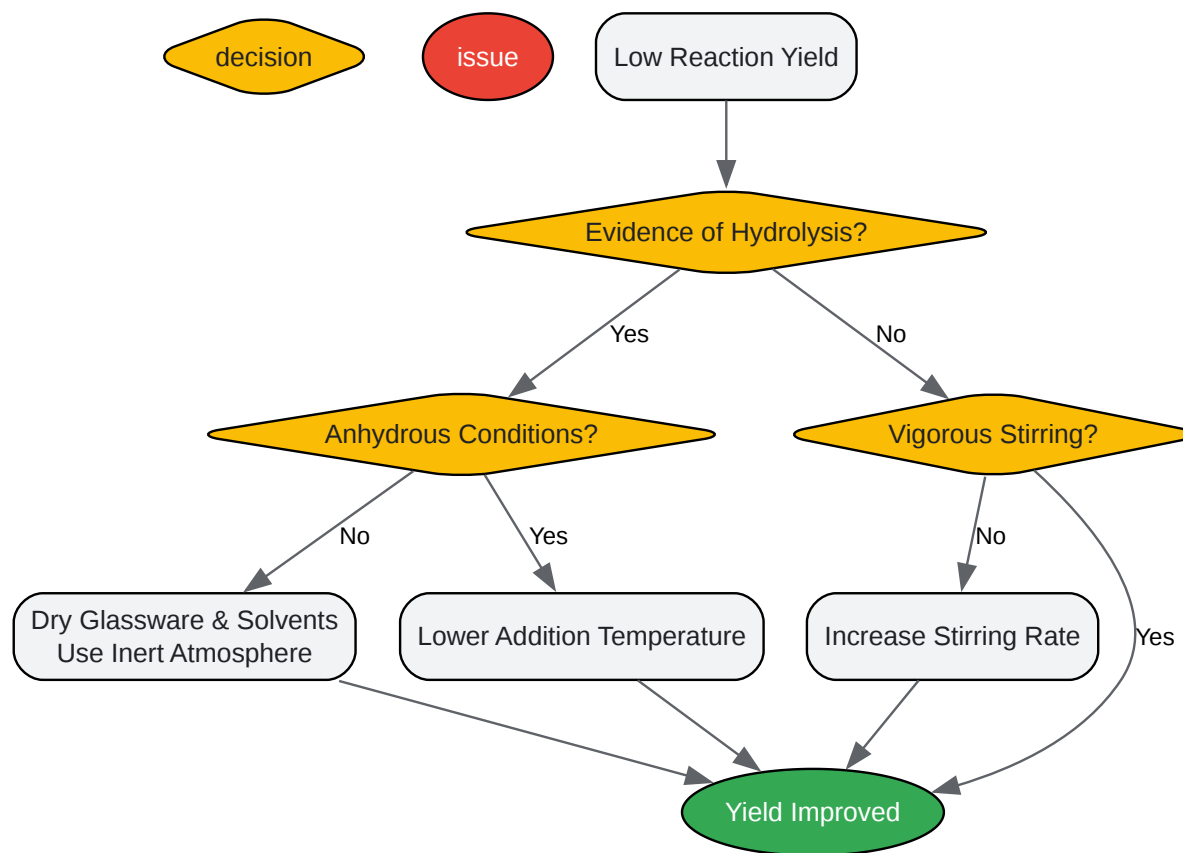 decision
issue
Low Reaction Yield
Evidence of Hydrolysis?
Yes
No
Anhydrous Conditions?
Vigorous Stirring?
No
Yes
No
Yes
Dry Glassware & Solvents
Use Inert Atmosphere
Lower Addition Temperature
Increase Stirring Rate
Yield Improved